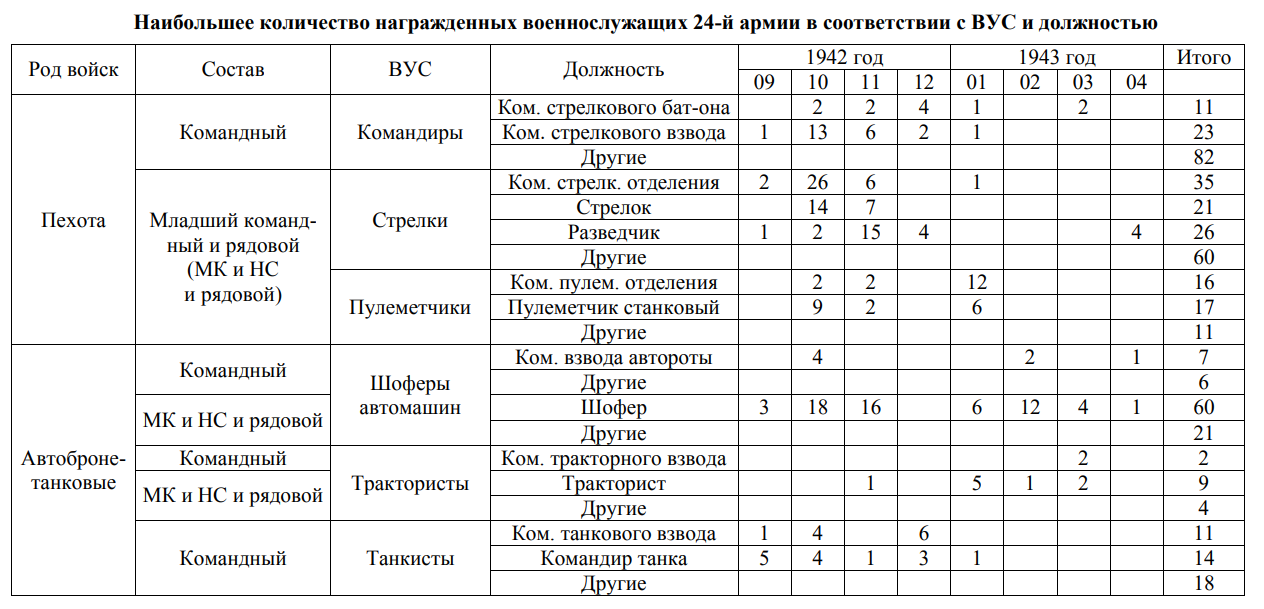 Наибольшее количество награжденных военнослужащих 24-й армии в соответствии с ВУС и должностью
Род войск Состав ВУС Должность 1942 год 1943 год Итого
09 10 11 12 01 02 03 04
Пехота
Командный Командиры
Ком. стрелкового бат-она 2 2 4 1 2 11
Ком. стрелкового взвода 1 13 6 2 1 23
Другие 82
Младший команд-
ный и рядовой
(МК и НС
и рядовой)
Стрелки
Ком. стрелк. отделения 2 26 6 1 35
Стрелок 14 7 21
Разведчик 1 2 15 4 4 26
Другие 60
Пулеметчики
Ком. пулем. отделения 2 2 12 16
Пулеметчик станковый 9 2 6 17
Другие 11
Автоброне-
танковые
Командный
Шоферы
автомашин
Ком. взвода автороты 4 2 1 7
Другие 6
МК и НС и рядовой
Шофер 3 18 16 6 12 4 1 60
Другие 21
Командный
Трактористы
Ком. тракторного взвода 2 2
МК и НС и рядовой
Тракторист 1 5 1 2 9
Другие 4
Командный
Танкисты
Ком. танкового взвода 1 4 6 11
Командир танка 5 4 1 3 1 14
Другие 18